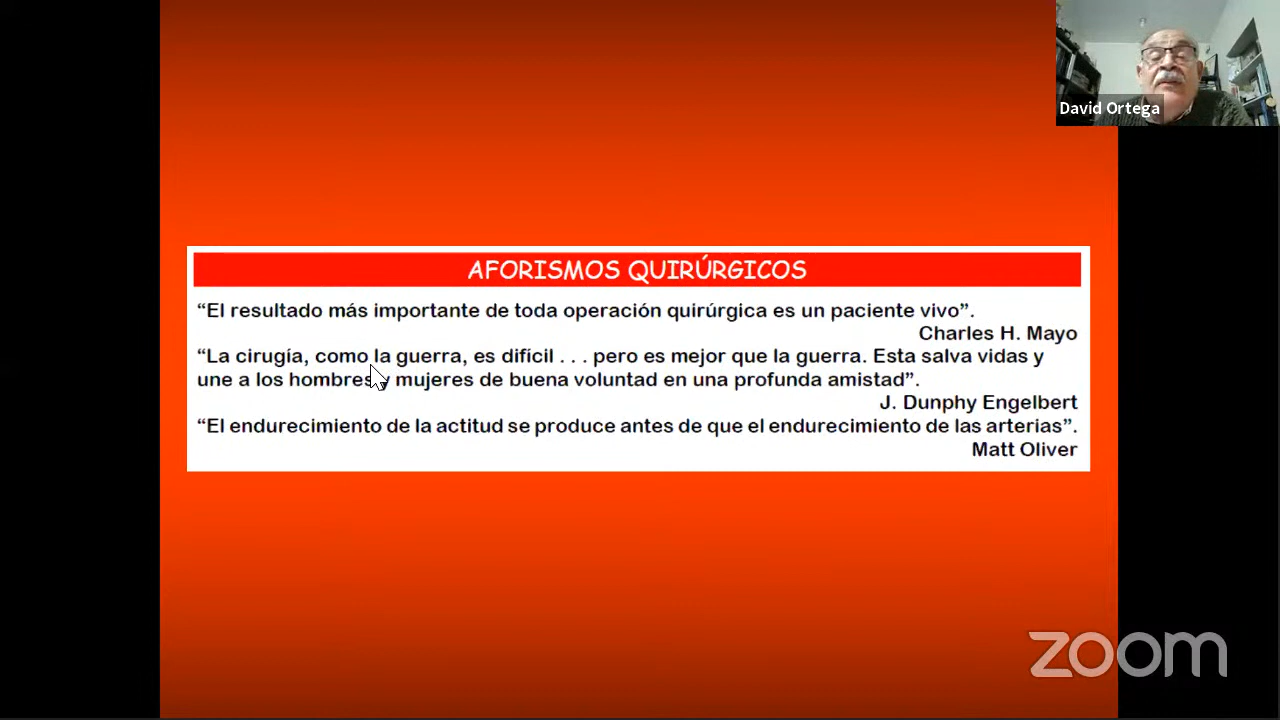 David Ortega
AFORISMOS QUIRÚRGICOS
“El resultado más importante de toda operación quirúrgica es un paciente vivo”.
Charles H. Mayo
“La cirugía, como la guerra, es difícil . . . pero es mejor que la guerra. Esta salva vidas y
une a los hombres y mujeres de buena voluntad en una profunda amistad”.
J. Dunphy Engelbert
“El endurecimiento de la actitud se produce antes de que el endurecimiento de las arterias”.
Matt Oliver
zoom